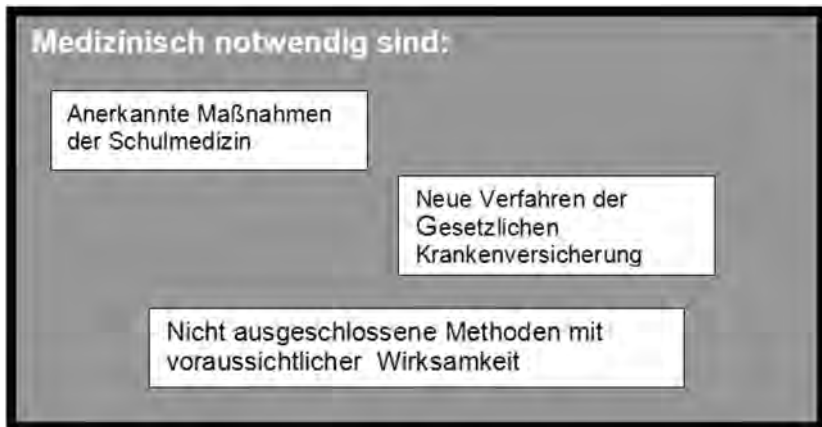 Medizinisch notwendig sind:
Anerkannte Maßnahmen
der Schulmedizin
Neue Verfahren der
Gesetzlichen
Krankenversicherung
Nicht ausgeschlossene Methoden mit
voraussichtlicher Wirksamkeit